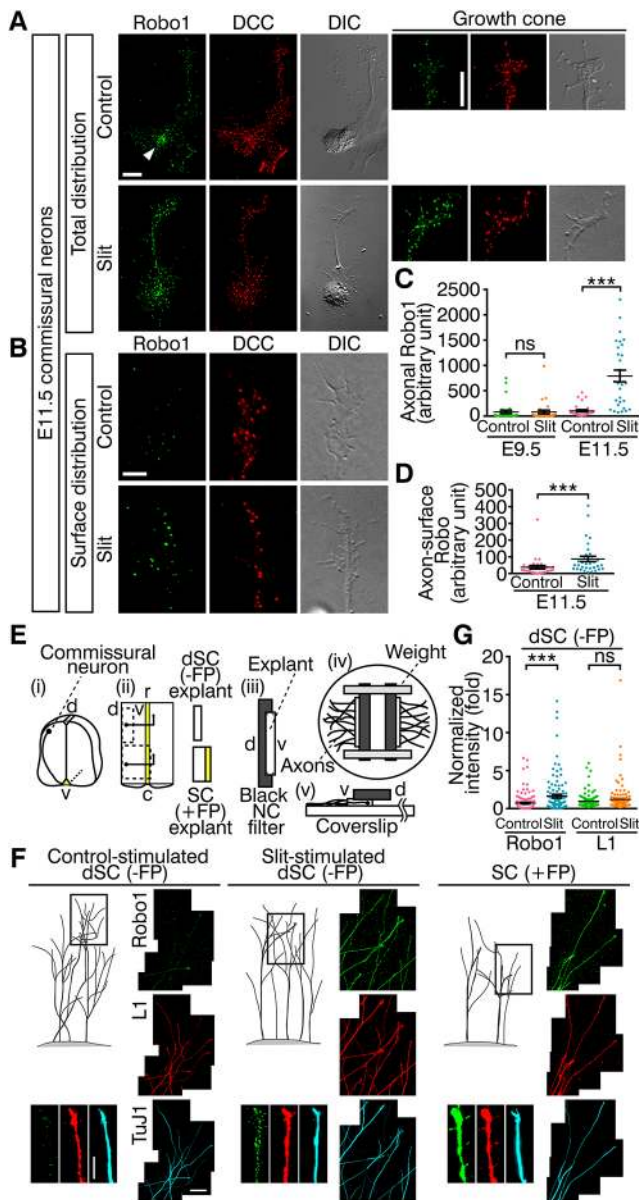 A
Robo1
DCC
DIC
Growth cone
E11.5 commissural nerons
Total distribution
Control
Slit
B
Robo1
DCC
DIC
Surface distribution
Control
Slit
C
Axonal Robo1
(arbitrary unit)
2500
2000
1500
1000
500
0
ns
***
Control Slit
Control Slit
E9.5
E11.5
D
Axon-surface
Robo
(arbitrary unit)
500
400
300
200
100
0
***
Control
Slit
E11.5
E
Commissural
neuron
(i)
d
v
(ii)
r
d
v
c
dSC
(-FP)
explant
SC
(+FP)
explant
(iii)
Explant
d
v
Black
NC
filter
(iv)
Weight
Axons
(v)
v
d
Coverslip
G
dSC (-FP)
Normalized
intensity (fold)
20
15
10
5
0
***
ns
Control Slit
Control Slit
Robo1
L1
F
Control-stimulated
dSC (-FP)
Slit-stimulated
dSC (-FP)
SC (+FP)
Robo1
L1
TuJ1